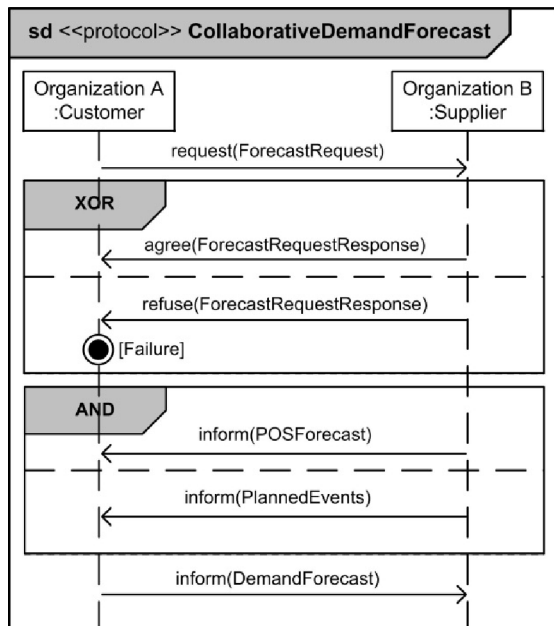 sd <<protocol>> CollaborativeDemandForecast
Organization A
:Customer
Organization B
:Supplier
request(ForecastRequest)
XOR
agree(ForecastRequestResponse)
refuse(ForecastRequestResponse)
[Failure]
AND
inform(POSForecast)
inform(PlannedEvents)
inform(DemandForecast)